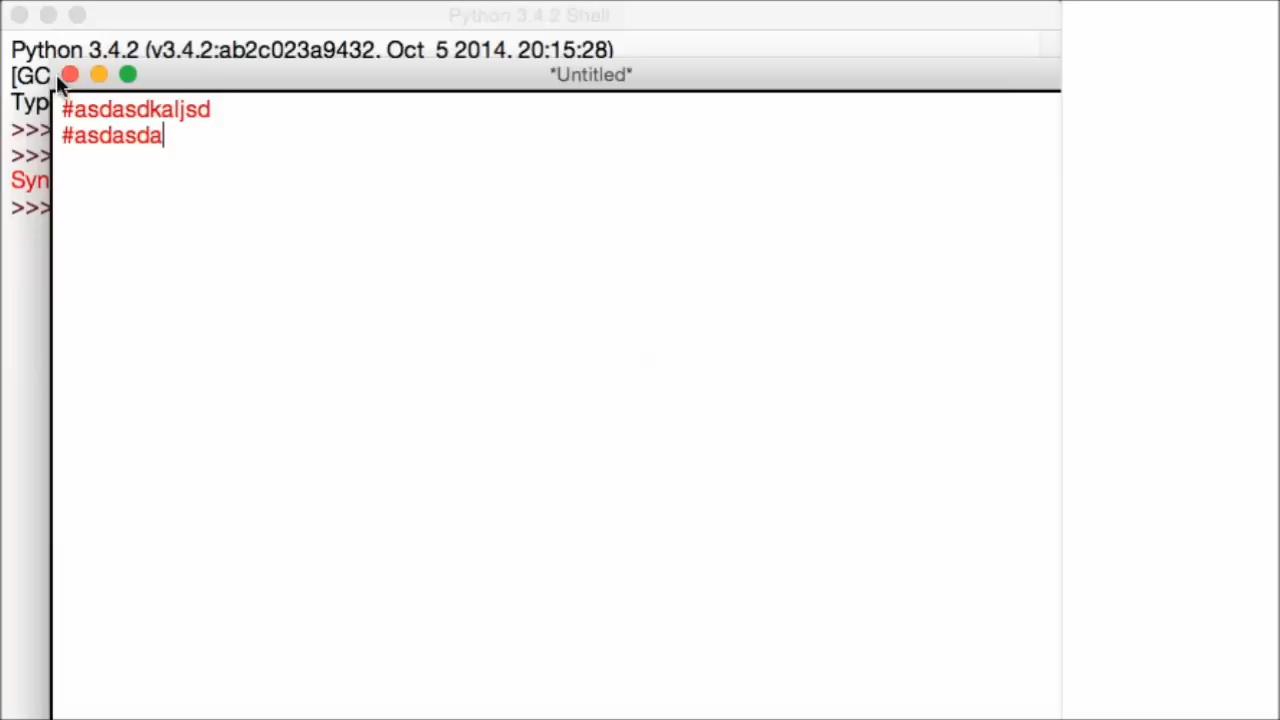 Python 3.4.2 Shell
Python 3.4.2 (v3.4.2:ab2c023a9432, Oct  5 2014, 20:15:28)
[GC
*Untitled*
Typ
#asdasdkaljsd
>>>
#asdasda
>>>
Syn
>>>